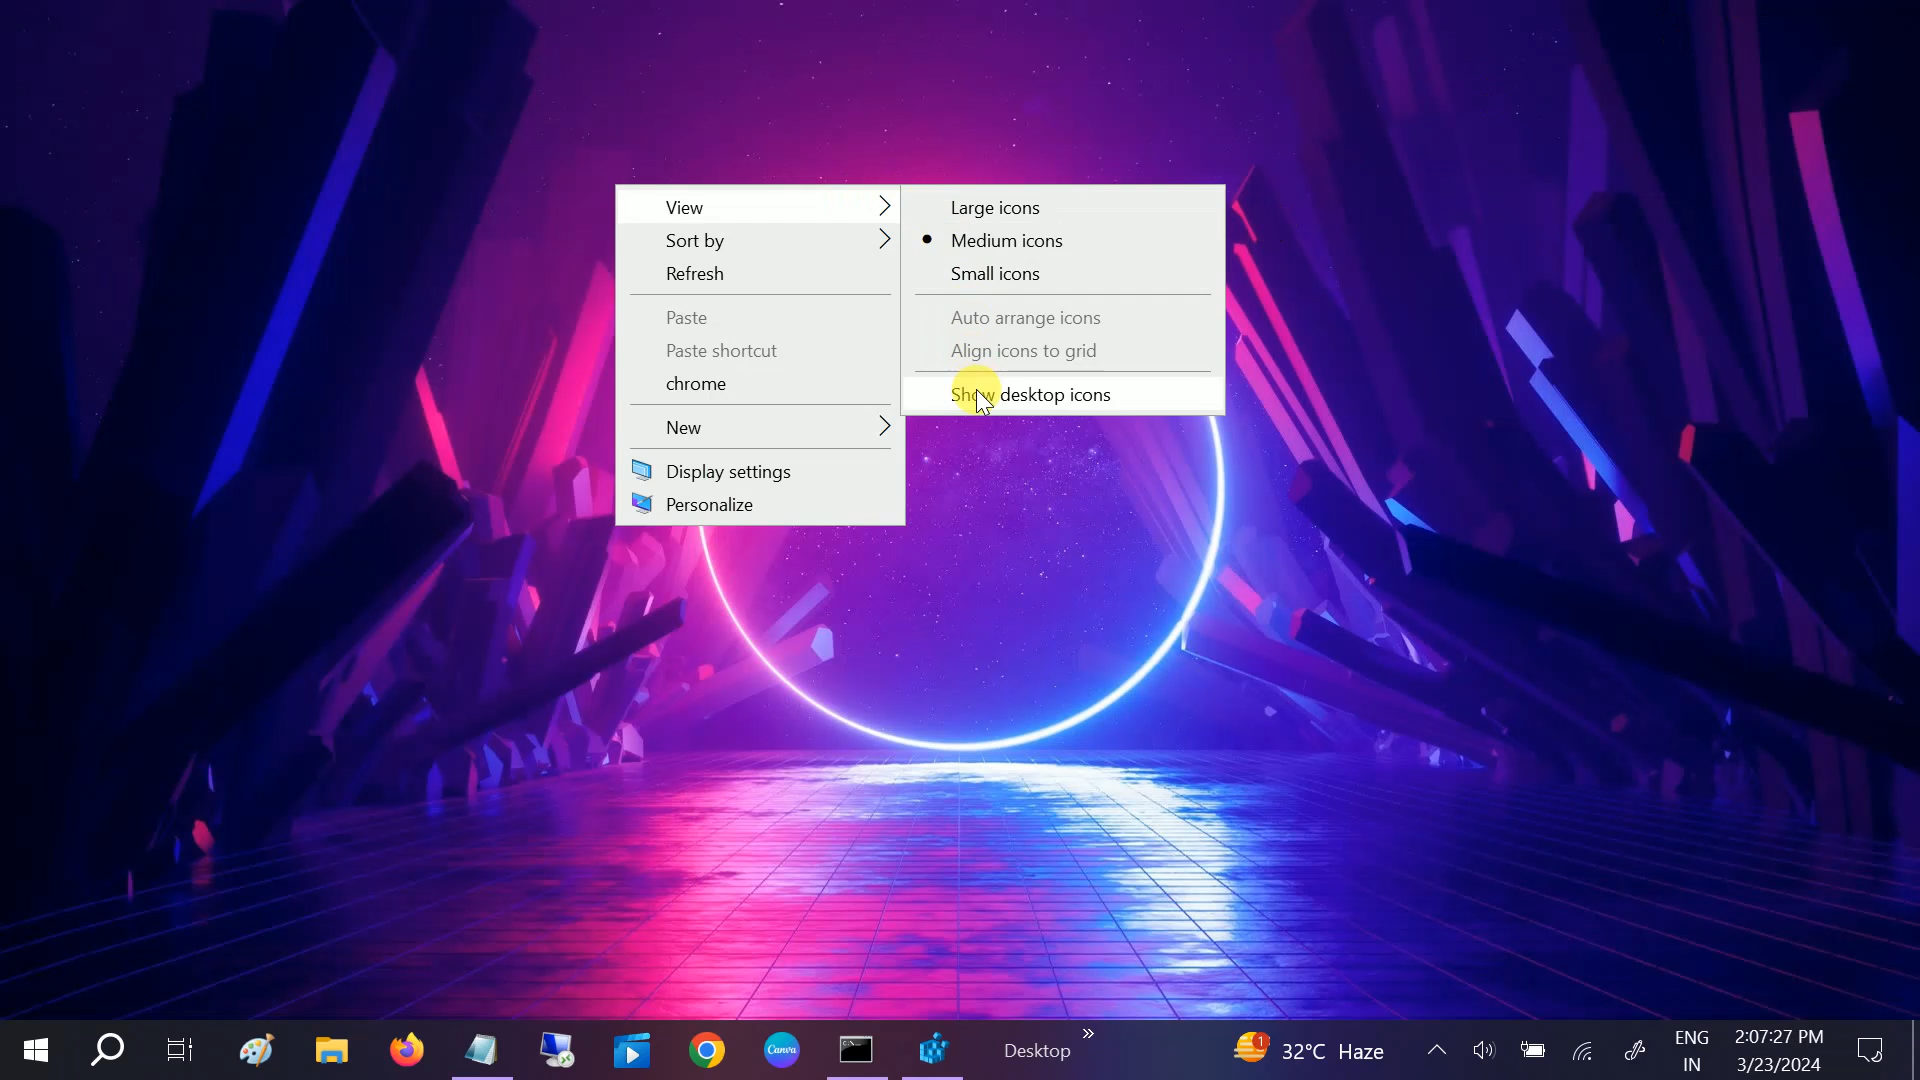 View
Sort by
Refresh
Paste
Paste shortcut
chrome
New
Display settings
Personalize
Large icons
Medium icons
Small icons
Auto arrange icons
Align icons to grid
Show desktop icons
Canva
Desktop
1
32°C Haze
ENG
IN
2:07:27 PM
3/23/2024